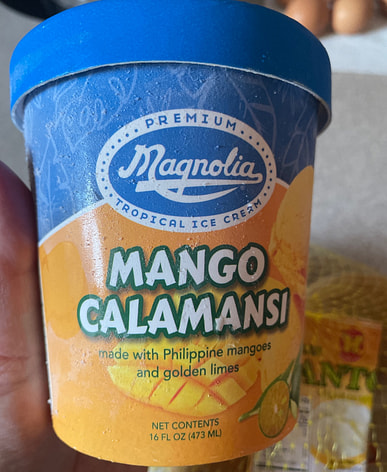 PREMIUM
Magnolia
TROPICAL ICE CREAM
MANGO
CALAMANSI
made with Philippine mangoes
and golden limes
NET CONTENTS
16 FL OZ (473 ML)